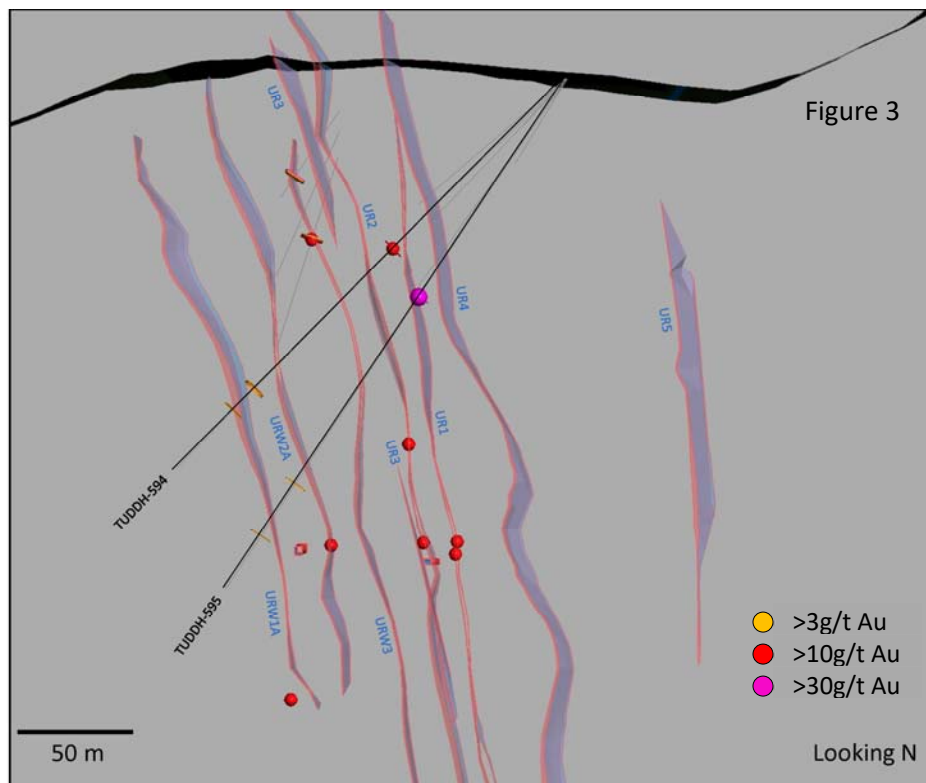 Figure 3
UR3
UR2
UR4
UR5
UR1
UR3
URW2A
TUDDH-594
TUDDH-595
URW1A
URW3
>3g/t Au
>10g/t Au
>30g/t Au
50 m
Looking N